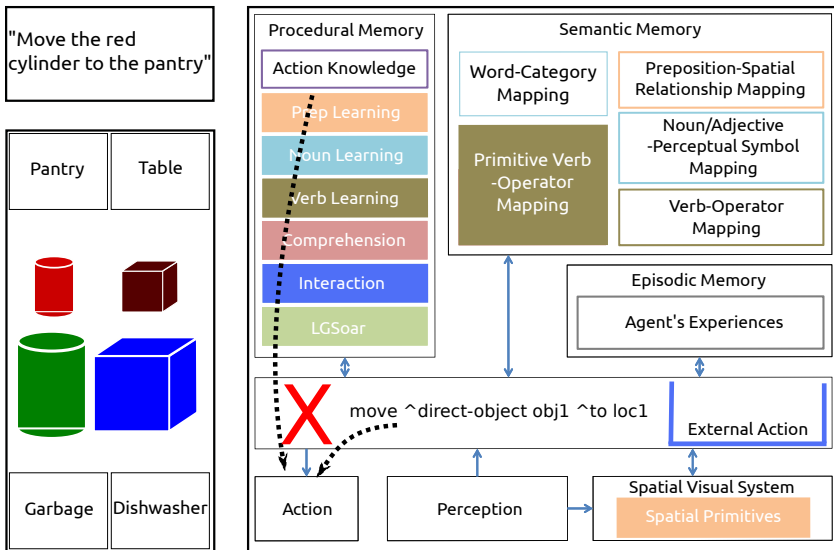 "Move the red
cylinder to the pantry"
Pantry
Table
Garbage
Dishwasher
Procedural Memory
Action Knowledge
Prep Learning
Noun Learning
Verb Learning
Comprehension
Interaction
LGSoar
Semantic Memory
Word-Category
Mapping
Primitive Verb
-Operator
Mapping
Preposition-Spatial
Relationship Mapping
Noun/Adjective
-Perceptual Symbol
Mapping
Verb-Operator
Mapping
Episodic Memory
Agent's Experiences
X
move ^direct-object obj1 ^to loc1
External Action
Action
Perception
Spatial Visual System
Spatial Primitives